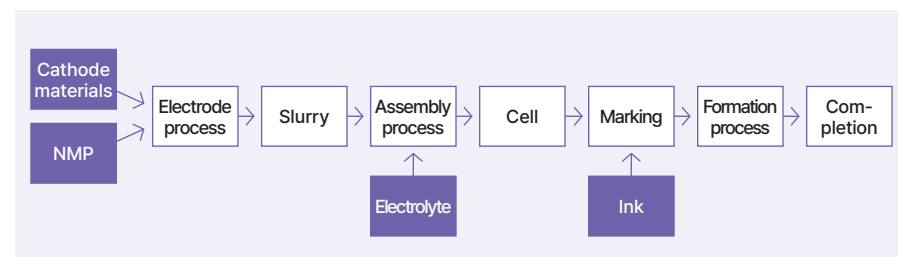 Cathode
materials
NMP
Electrode
process
Slurry
Assembly
process
Cell
Marking
Formation
process
Com-
pletion
Electrolyte
Ink